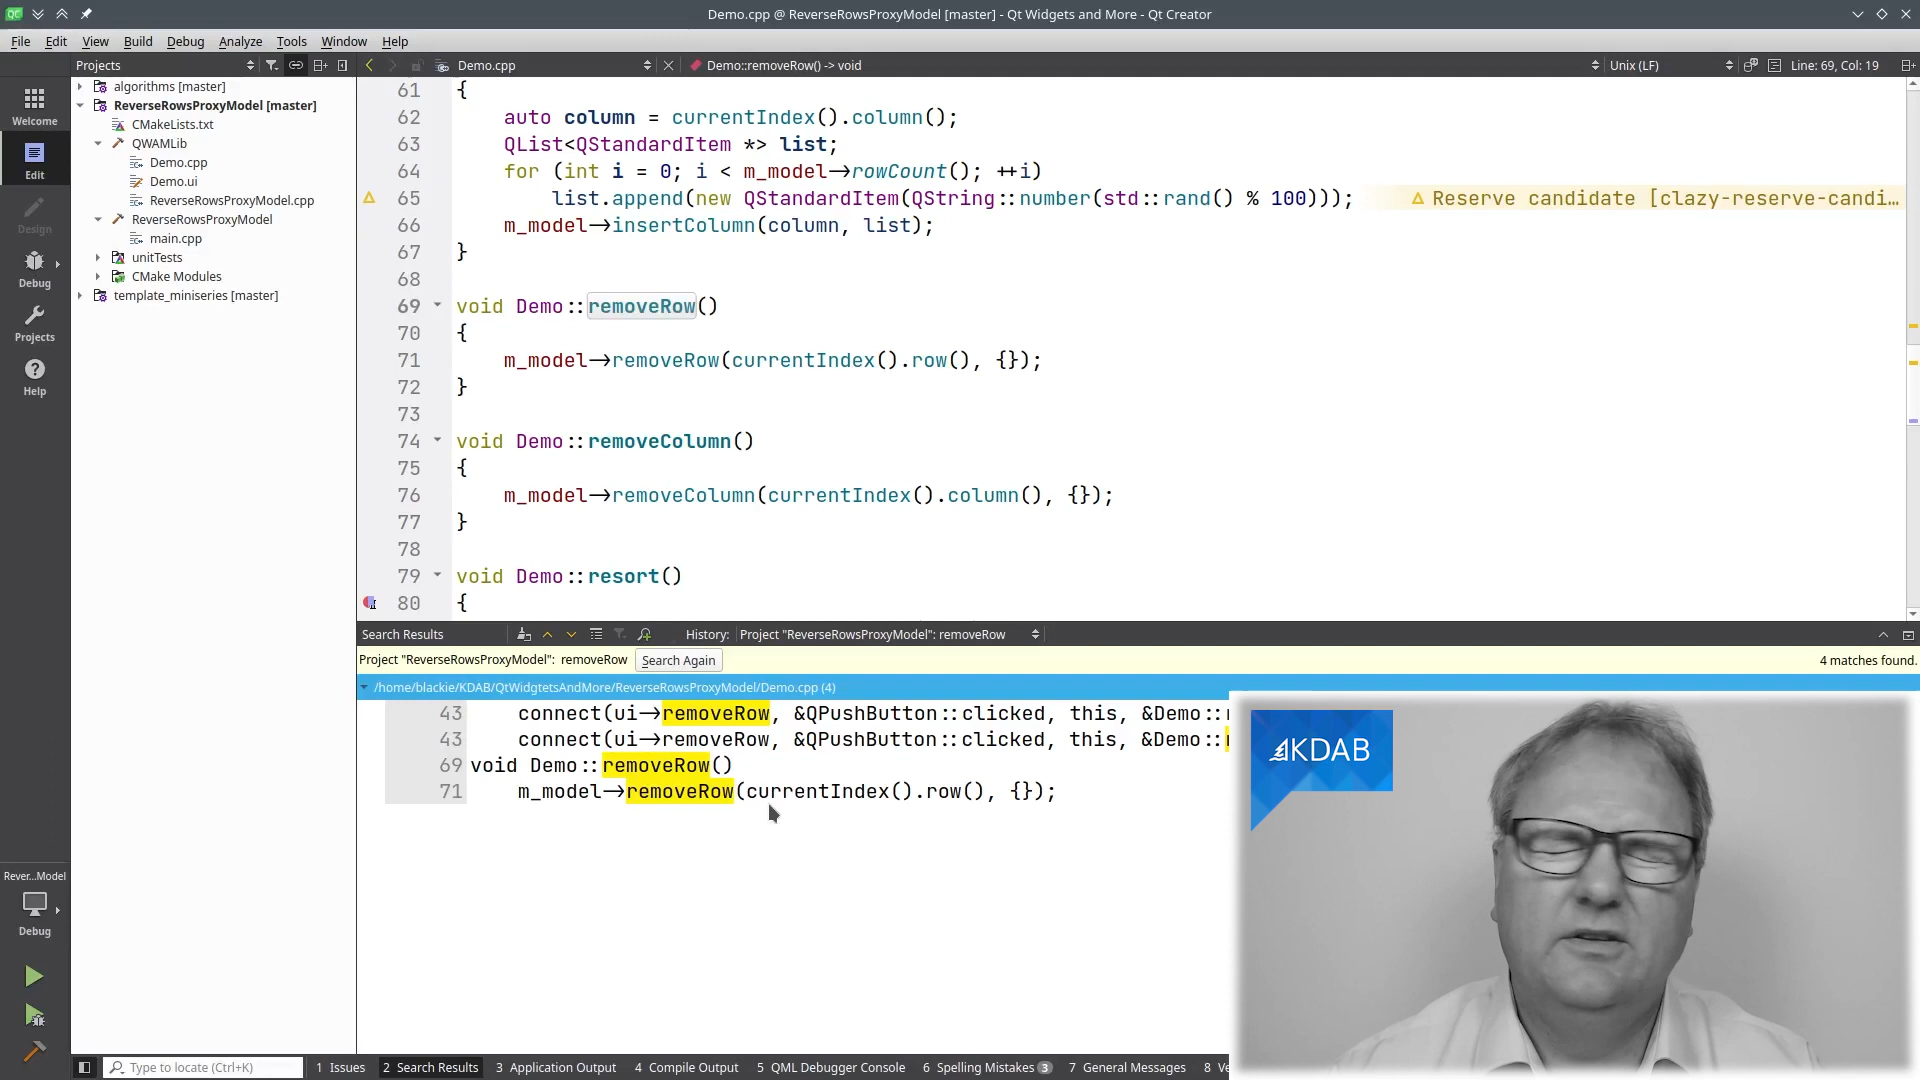 Demo.cpp @ ReverseRowsProxyModel [master] - Qt Widgets and More - Qt Creator
File Edit View Build Debug Analyze Tools Window Help
Projects Demo.cpp Demo::removeRow() -> void Unix (LF) Line: 69, Col: 19
Welcome
Edit
Design
Debug
Projects
Help
Rever...Model
Debug
algorithms [master]
ReverseRowsProxyModel [master]
CMakeLists.txt
QWAMLib
Demo.cpp
Demo.ui
ReverseRowsProxyModel.cpp
ReverseRowsProxyModel
main.cpp
unitTests
CMake Modules
template_miniseries [master]
61 {
62 auto column = currentIndex().column();
63 QList<QStandardItem *> list;
64 for (int i = 0; i < m_model->rowCount(); ++i)
65 list.append(new QStandardItem(QString::number(std::rand() % 100))); Reserve candidate [clazy-reserve-candi…
66 m_model->insertColumn(column, list);
67 }
68
69 void Demo::removeRow()
70 {
71 m_model->removeRow(currentIndex().row(), {});
72 }
73
74 void Demo::removeColumn()
75 {
76 m_model->removeColumn(currentIndex().column(), {});
77 }
78
79 void Demo::resort()
80 {
Search Results History: Project "ReverseRowsProxyModel": removeRow
Project "ReverseRowsProxyModel": removeRow Search Again 4 matches found.
/home/blackie/KDAB/QtWidgtetsAndMore/ReverseRowsProxyModel/Demo.cpp (4)
43 connect(ui->removeRow, &QPushButton::clicked, this, &Demo::
43 connect(ui->removeRow, &QPushButton::clicked, this, &Demo::
69 void Demo::removeRow()
71 m_model->removeRow(currentIndex().row(), {});
KDAB
Type to locate (Ctrl+K) 1 Issues 2 Search Results 3 Application Output 4 Compile Output 5 QML Debugger Console 6 Spelling Mistakes 3 7 General Messages 8 Ve